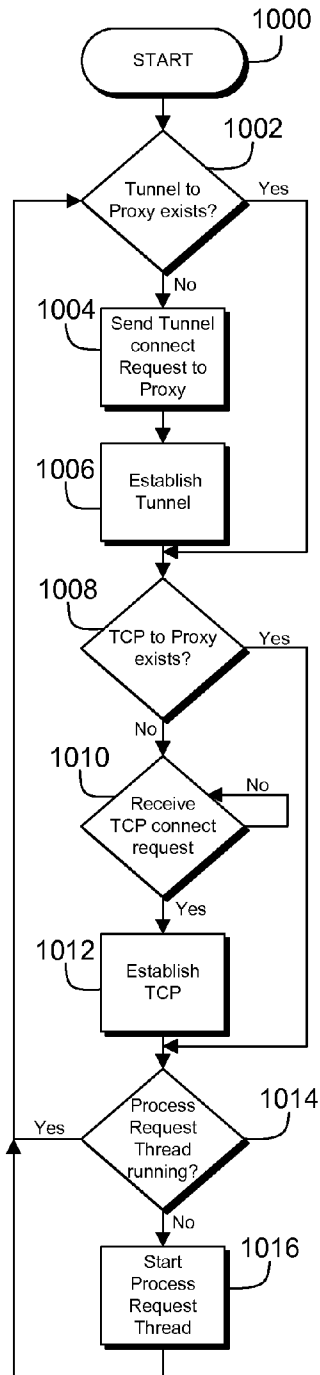 1000
START
1002
Tunnel to
Proxy exists?
Yes
No
1004
Send Tunnel
connect
Request to
Proxy
1006
Establish
Tunnel
1008
TCP to Proxy
exists?
Yes
No
1010
No
Receive
TCP connect
request
Yes
1012
Establish
TCP
1014
Process
Request
Thread
running?
Yes
No
1016
Start
Process
Request
Thread